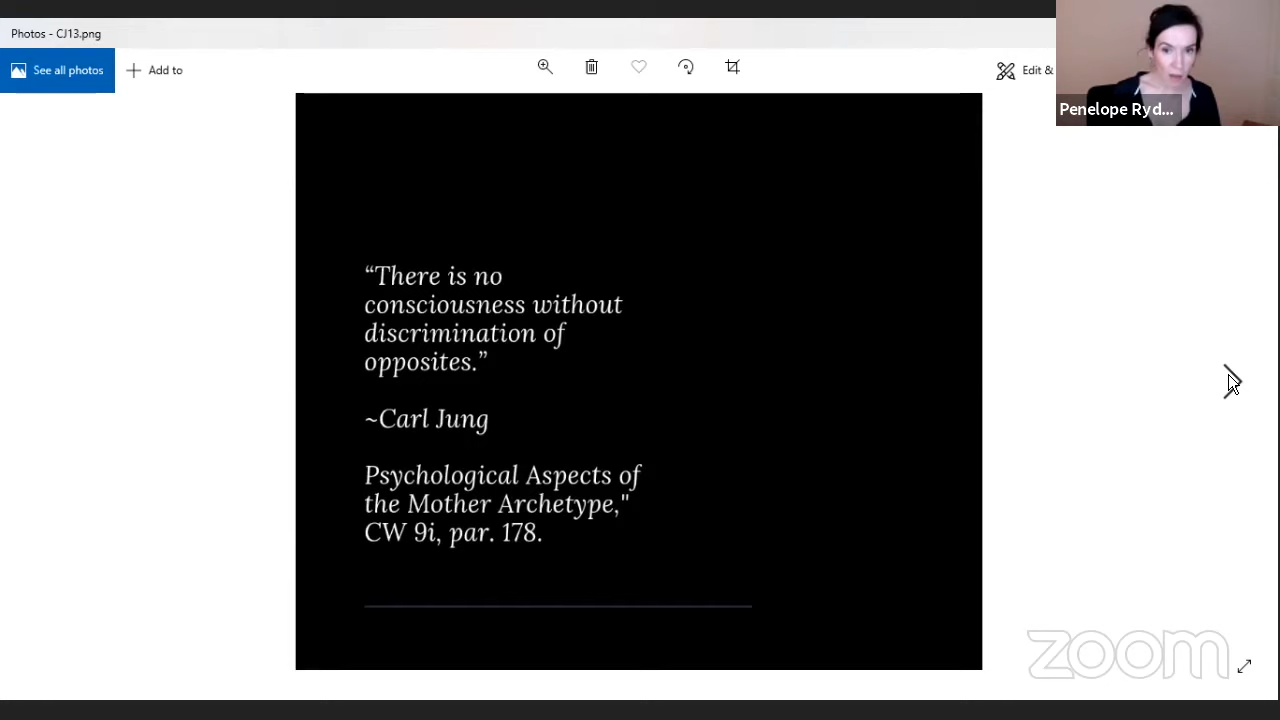 Photos - CJ13.png
See all photos
Add to
Edit &
Penelope Ryd...
“There is no
consciousness without
discrimination of
opposites.”
~Carl Jung
Psychological Aspects of
the Mother Archetype,"
CW 9i, par. 178.
zoom